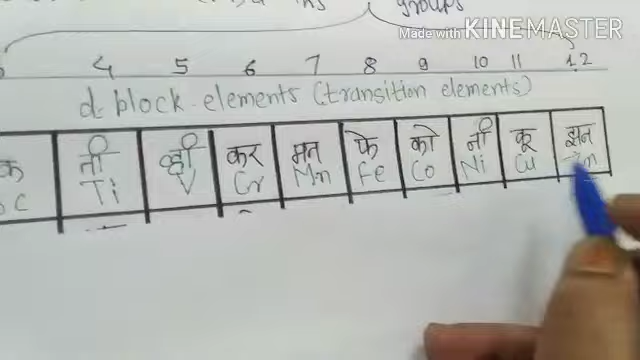 groups
Made with KINEMASTER
4 5 6 7 8 9 10 11 12
d block elements (transition elements)
ती व्ही कर मन फे को नी कू झन
Ti V Cr Mn Fe Co Ni Cu